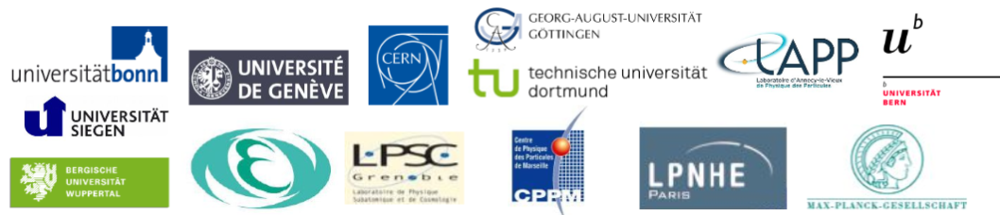 universitätbonn
UNIVERSITÄT
SIEGEN
BERGISCHE
UNIVERSITÄT
WUPPERTAL
UNIVERSITÉ
DE GENÈVE
CERN
GEORG-AUGUST-UNIVERSITÄT
GÖTTINGEN
tu technische universität
dortmund
LAPP
Laboratoire d'Annecy-le-Vieux
de Physique des Particules
u^b
b
UNIVERSITÄT
BERN
LPSC
Grenoble
Laboratoire de Physique
Subatomique et de Cosmologie
Centre
de Physique
des Particules
de Marseille
CPPM
LPNHE
PARIS
MAX-PLANCK-GESELLSCHAFT